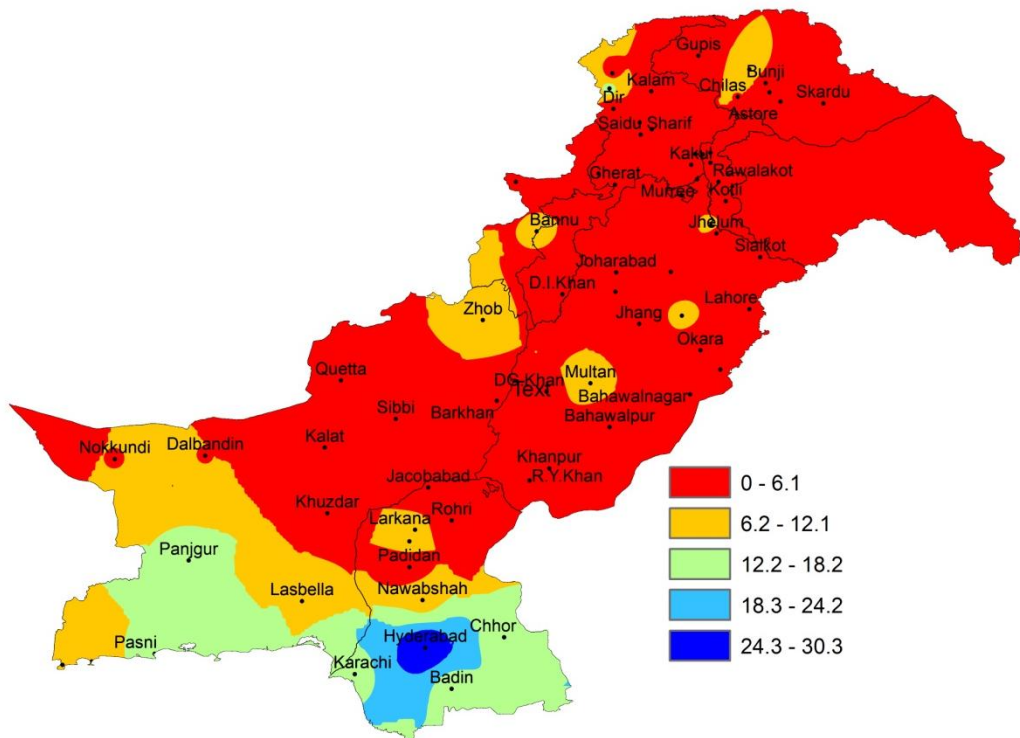 Gupis
Kalam
Bunji
Chilas
Skardu
Dir
Astore
Saidu Sharif
Kakul
Rawalakot
Gherat
Murree
Kotli
Bannu
Jhelum
Sialkot
Joharabad
D.I.Khan
Zhob
Jhang
Lahore
Okara
Quetta
DG Khan
Text
Multan
Bahawalnagar
Sibbi
Barkhan
Bahawalpur
Nokkundi
Dalbandin
Kalat
Khanpur
Jacobabad
R.Y.Khan
Khuzdar
Rohri
Larkana
Panjgur
Padidan
Lasbella
Nawabshah
Pasni
Hyderabad
Chhor
Karachi
Badin
0 - 6.1
6.2 - 12.1
12.2 - 18.2
18.3 - 24.2
24.3 - 30.3